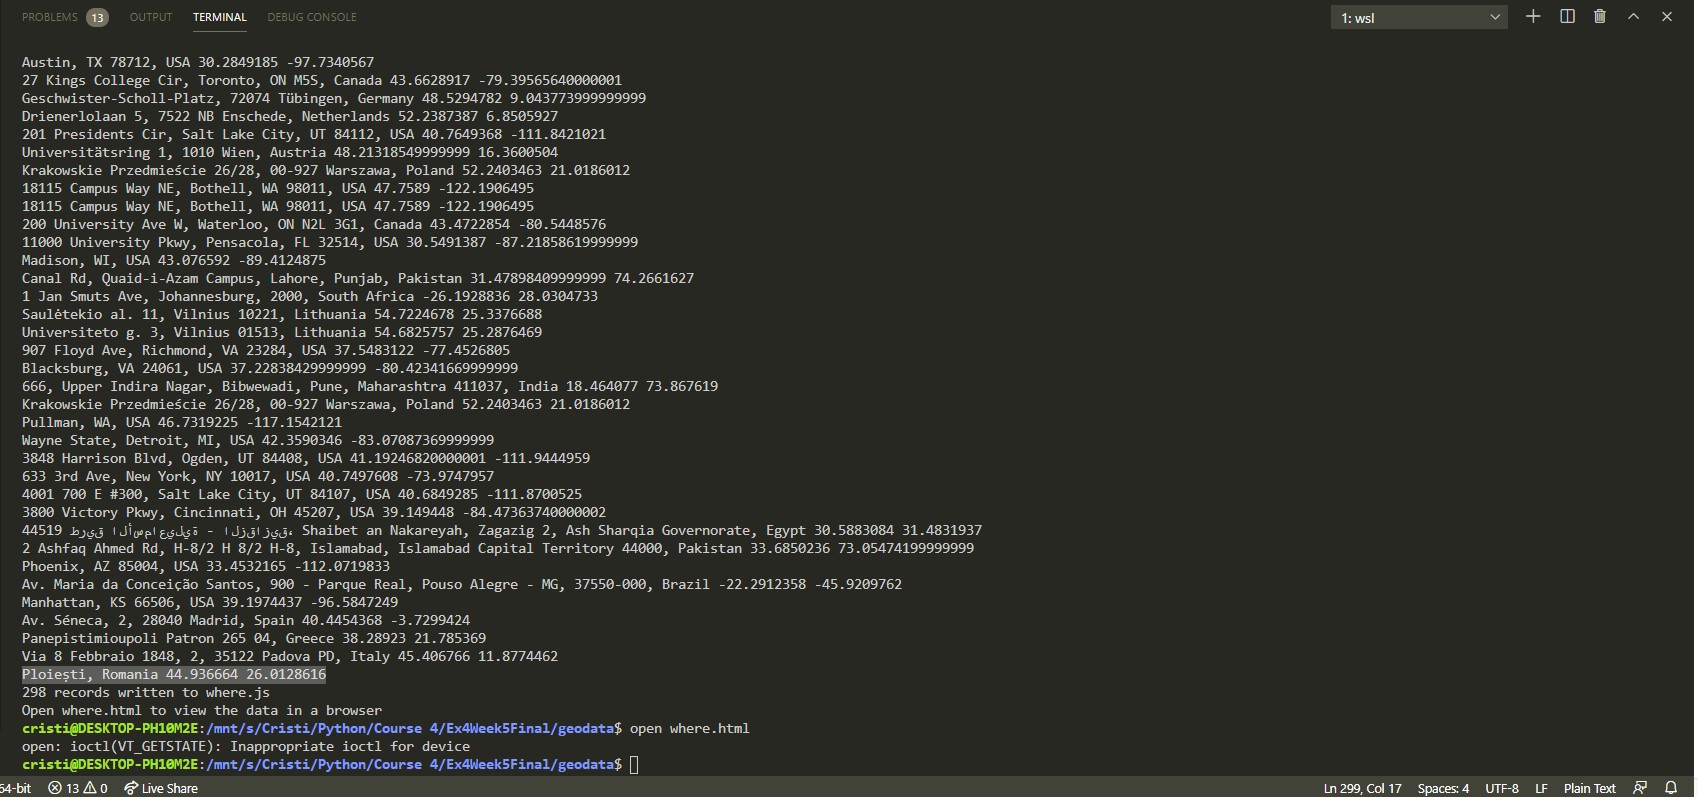 PROBLEMS 13 OUTPUT TERMINAL DEBUG CONSOLE 1: wsl
Austin, TX 78712, USA 30.2849185 -97.7340567
27 Kings College Cir, Toronto, ON M5S, Canada 43.6628917 -79.39565640000001
Geschwister-Scholl-Platz, 72074 Tübingen, Germany 48.5294782 9.043773999999999
Drienerlolaan 5, 7522 NB Enschede, Netherlands 52.2387387 6.8505927
201 Presidents Cir, Salt Lake City, UT 84112, USA 40.7649368 -111.8421021
Universitätsring 1, 1010 Wien, Austria 48.21318549999999 16.3600504
Krakowskie Przedmieście 26/28, 00-927 Warszawa, Poland 52.2403463 21.0186012
18115 Campus Way NE, Bothell, WA 98011, USA 47.7589 -122.1906495
18115 Campus Way NE, Bothell, WA 98011, USA 47.7589 -122.1906495
200 University Ave W, Waterloo, ON N2L 3G1, Canada 43.4722854 -80.5448576
11000 University Pkwy, Pensacola, FL 32514, USA 30.5491387 -87.21858619999999
Madison, WI, USA 43.076592 -89.4124875
Canal Rd, Quaid-i-Azam Campus, Lahore, Punjab, Pakistan 31.47898409999999 74.2661627
1 Jan Smuts Ave, Johannesburg, 2000, South Africa -26.1928836 28.0304733
Saulėtekio al. 11, Vilnius 10221, Lithuania 54.7224678 25.3376688
Universiteto g. 3, Vilnius 01513, Lithuania 54.6825757 25.2876469
907 Floyd Ave, Richmond, VA 23284, USA 37.5483122 -77.4526805
Blacksburg, VA 24061, USA 37.22838429999999 -80.42341669999999
666, Upper Indira Nagar, Bibwewadi, Pune, Maharashtra 411037, India 18.464077 73.867619
Krakowskie Przedmieście 26/28, 00-927 Warszawa, Poland 52.2403463 21.0186012
Pullman, WA, USA 46.7319225 -117.1542121
Wayne State, Detroit, MI, USA 42.3590346 -83.07087369999999
3848 Harrison Blvd, Ogden, UT 84408, USA 41.19246820000001 -111.9444959
633 3rd Ave, New York, NY 10017, USA 40.7497608 -73.9747957
4001 700 E #300, Salt Lake City, UT 84107, USA 40.6849285 -111.8700525
3800 Victory Pkwy, Cincinnati, OH 45207, USA 39.149448 -84.47363740000002
44519 طريق الأسماعيلية - الزقازيق، Shaibet an Nakareyah, Zagazig 2, Ash Sharqia Governorate, Egypt 30.5883084 31.4831937
2 Ashfaq Ahmed Rd, H-8/2 H 8/2 H-8, Islamabad, Islamabad Capital Territory 44000, Pakistan 33.6850236 73.05474199999999
Phoenix, AZ 85004, USA 33.4532165 -112.0719833
Av. Maria da Conceição Santos, 900 - Parque Real, Pouso Alegre - MG, 37550-000, Brazil -22.2912358 -45.9209762
Manhattan, KS 66506, USA 39.1974437 -96.5847249
Av. Séneca, 2, 28040 Madrid, Spain 40.4454368 -3.7299424
Panepistimioupoli Patron 265 04, Greece 38.28923 21.785369
Via 8 Febbraio 1848, 2, 35122 Padova PD, Italy 45.406766 11.8774462
Ploiești, Romania 44.936664 26.0128616
298 records written to where.js
Open where.html to view the data in a browser
cristi@DESKTOP-PH10M2E:/mnt/s/Cristi/Python/Course 4/Ex4Week5Final/geodata$ open where.html
open: ioctl(VT_GETSTATE): Inappropriate ioctl for device
cristi@DESKTOP-PH10M2E:/mnt/s/Cristi/Python/Course 4/Ex4Week5Final/geodata$
64-bit 13 0 Live Share Ln 299, Col 17 Spaces: 4 UTF-8 LF Plain Text